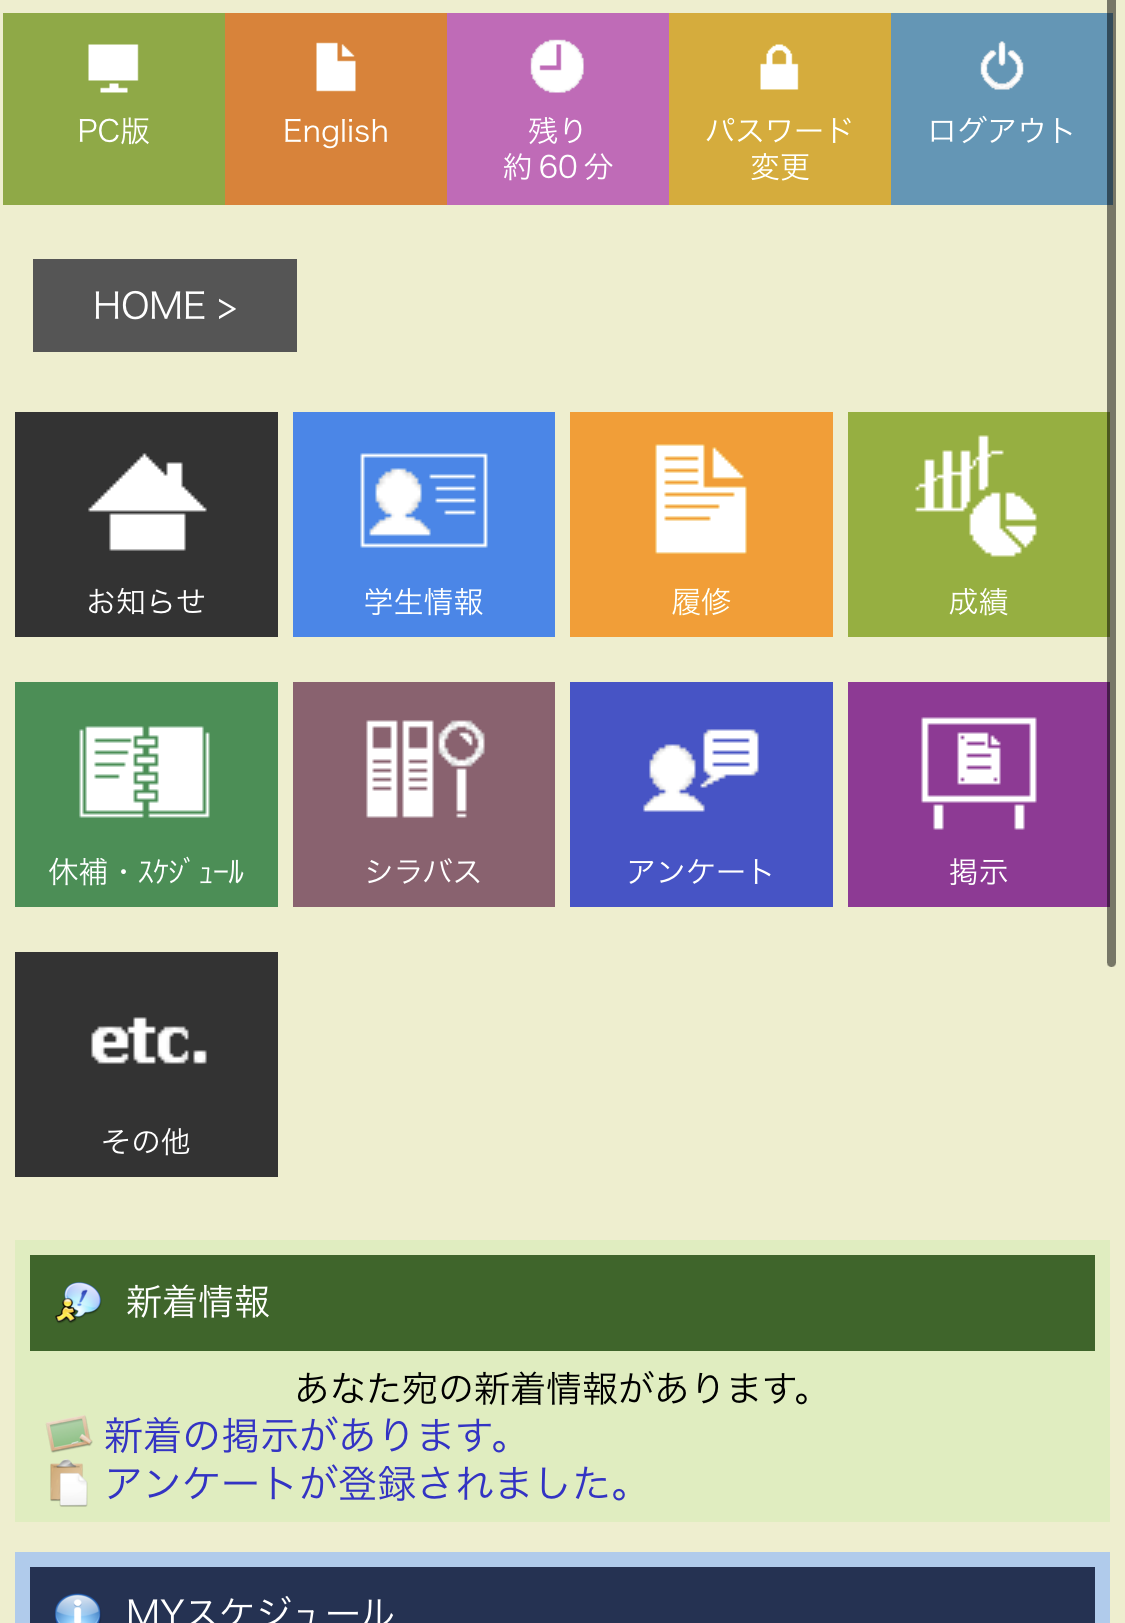 PC版
English
残り
約 60 分
パスワード
変更
ログアウト
HOME >
お知らせ
学生情報
履修
成績
休補・ｽｹｼﾞｭｰﾙ
シラバス
アンケート
掲示
etc.
その他
新着情報
あなた宛の新着情報があります。
新着の掲示があります。
アンケートが登録されました。
MYスケジュール